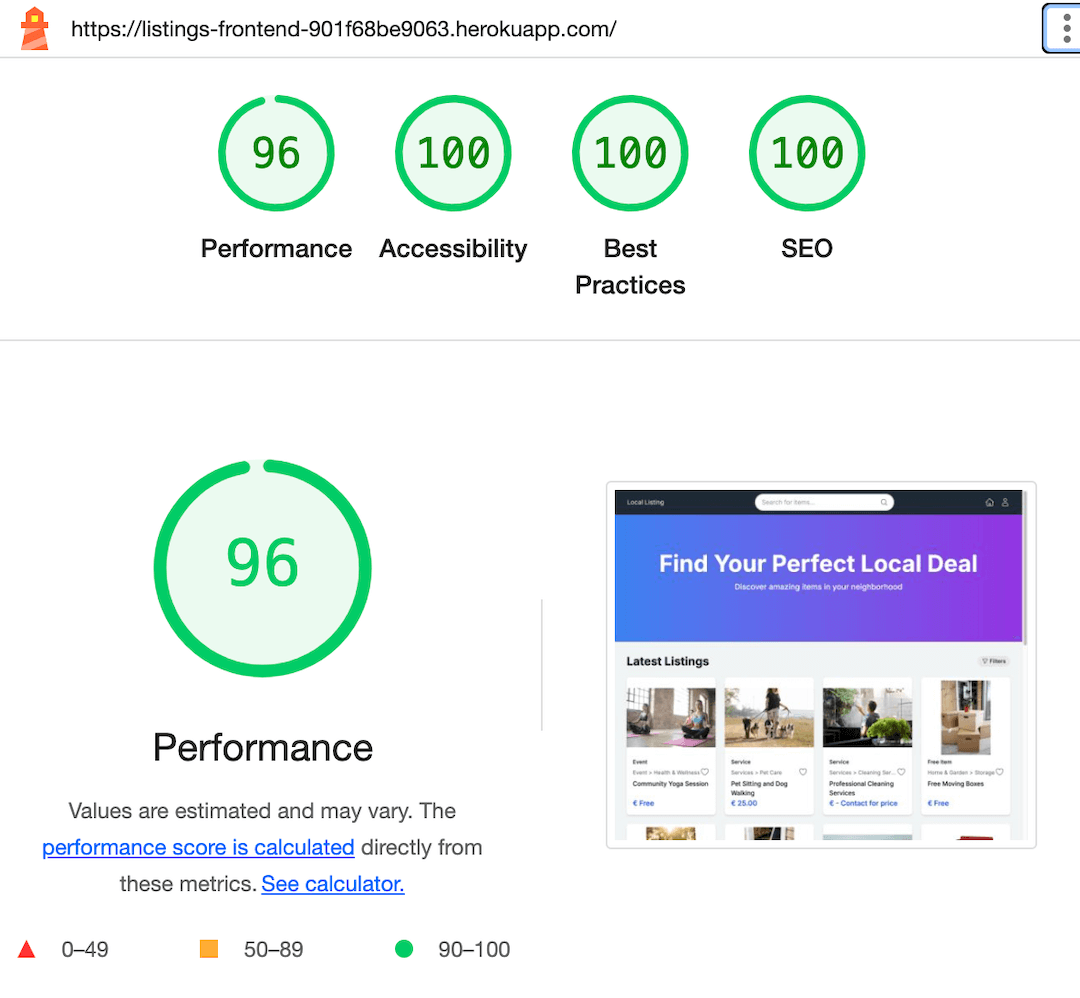 https://listings-frontend-901f68be9063.herokuapp.com/
96
100
100
100
Performance
Accessibility
Best
Practices
SEO
96
Performance
Values are estimated and may vary. The
performance score is calculated directly from
these metrics. See calculator.
0–49
50–89
90–100
Local Listing
Search for items...
Find Your Perfect Local Deal
Discover amazing items in your neighborhood
Latest Listings
Filters
Event
Event > Health & Wellness
Community Yoga Session
€ Free
Service
Services > Pet Care
Pet Sitting and Dog
Walking
€ 25.00
Service
Services > Cleaning Ser...
Professional Cleaning
Services
€ - Contact for price
Free Item
Home & Garden > Storage
Free Moving Boxes
€ Free